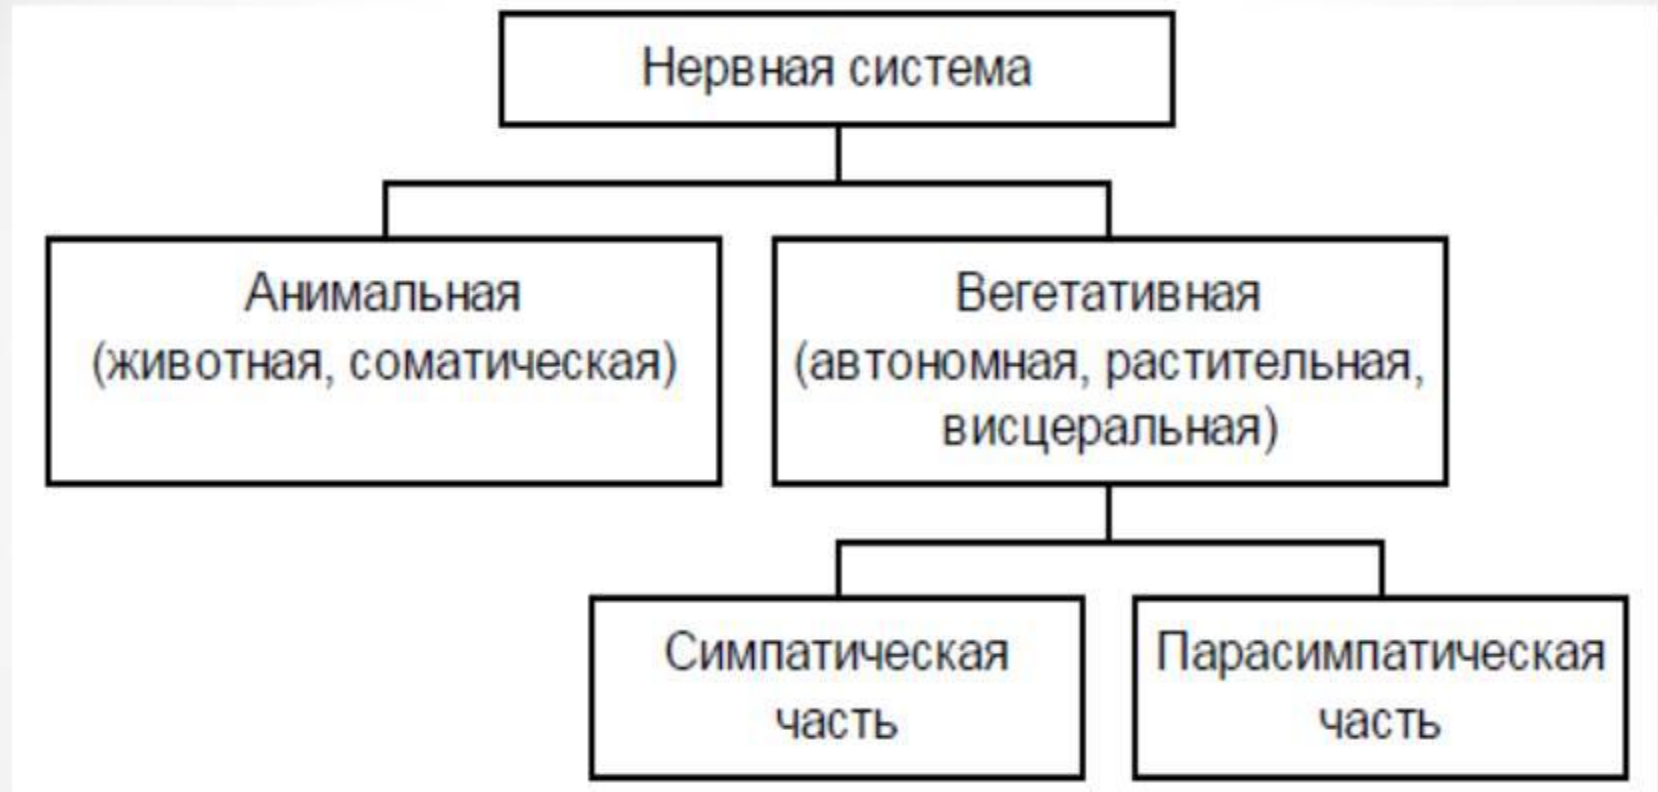 Нервная система
Анимальная
(животная, соматическая)
Вегетативная
(автономная, растительная,
висцеральная)
Симпатическая
часть
Парасимпатическая
часть